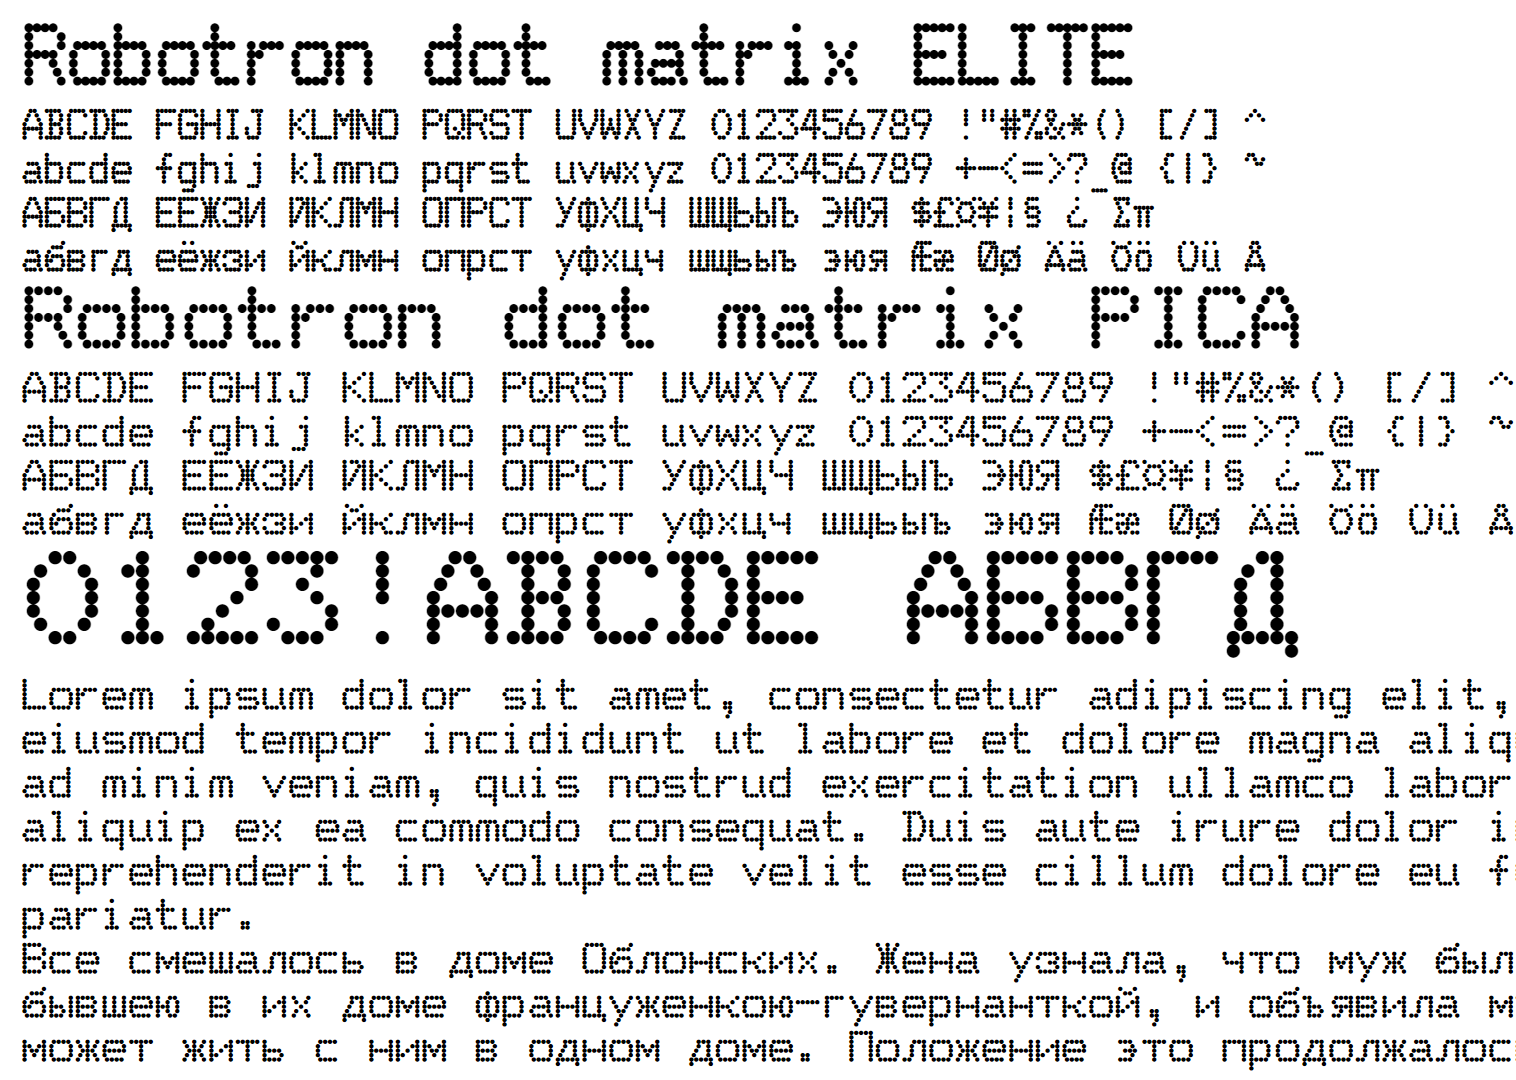 Robotron dot matrix ELITE
ABCDE FGHIJ KLMNO PQRST UVWXYZ 0123456789 !"#%&*() [/] ^
abcde fghij klmno pqrst uvwxyz 0123456789 +−<=>?_@ {|} ~
АБВГД ЕЁЖЗИ ЙКЛМН ОПРСТ УФХЦЧ ШЩЬЫЪ ЭЮЯ $£¤¥¦§ ¿ Σπ
абвгд еёжзи йклмн опрст уфхцч шщьыъ эюя Ææ Øø Ää Öö Üü Å
Robotron dot matrix PICA
ABCDE FGHIJ KLMNO PQRST UVWXYZ 0123456789 !"#%&*() [/] ^
abcde fghij klmno pqrst uvwxyz 0123456789 +−<=>?_@ {|} ~
АБВГД ЕЁЖЗИ ЙКЛМН ОПРСТ УФХЦЧ ШЩЬЫЪ ЭЮЯ $£¤¥¦§ ¿ Σπ
абвгд еёжзи йклмн опрст уфхцч шщьыъ эюя Ææ Øø Ää Öö Üü Å
0123!ABCDE АБВГД
Lorem ipsum dolor sit amet, consectetur adipiscing elit,
eiusmod tempor incididunt ut labore et dolore magna aliq
ad minim veniam, quis nostrud exercitation ullamco labor
aliquip ex ea commodo consequat. Duis aute irure dolor i
reprehenderit in voluptate velit esse cillum dolore eu f
pariatur.
Все смешалось в доме Облонских. Жена узнала, что муж был
бывшею в их доме француженкою-гувернанткой, и объявила м
может жить с ним в одном доме. Положение это продолжалос